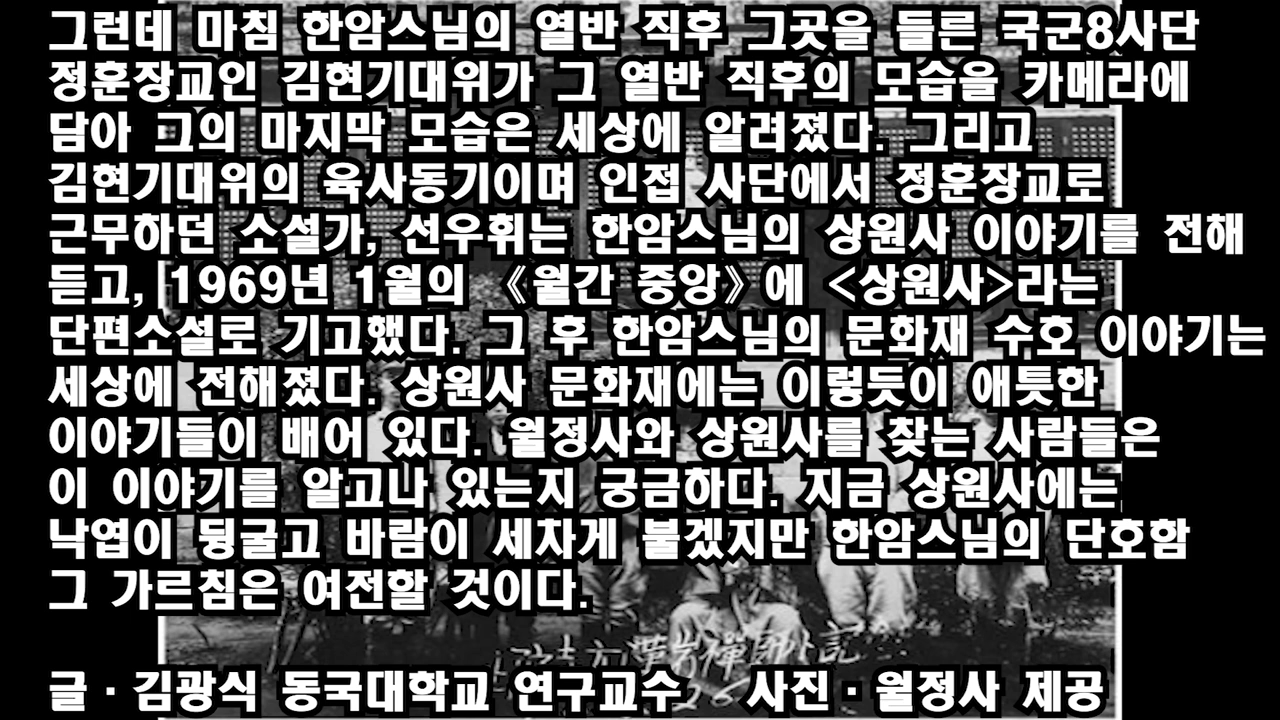 그런데 마침 한암스님의 열반 직후 그곳을 들른 국군8사단
정훈장교인 김현기대위가 그 열반 직후의 모습을 카메라에
담아 그의 마지막 모습은 세상에 알려졌다. 그리고
김현기대위의 육사동기이며 인접 사단에서 정훈장교로
근무하던 소설가, 선우휘는 한암스님의 상원사 이야기를 전해
듣고, 1969년 1월의 《월간 중앙》에 <상원사>라는
단편소설로 기고했다. 그 후 한암스님의 문화재 수호 이야기는
세상에 전해졌다. 상원사 문화재에는 이렇듯이 애틋한
이야기들이 배어 있다. 월정사와 상원사를 찾는 사람들은
이 이야기를 알고나 있는지 궁금하다. 지금 상원사에는
낙엽이 뒹굴고 바람이 세차게 불겠지만 한암스님의 단호함
그 가르침은 여전할 것이다.
禪師 記
글·김광식 동국대학교 연구교수 사진·월정사 제공